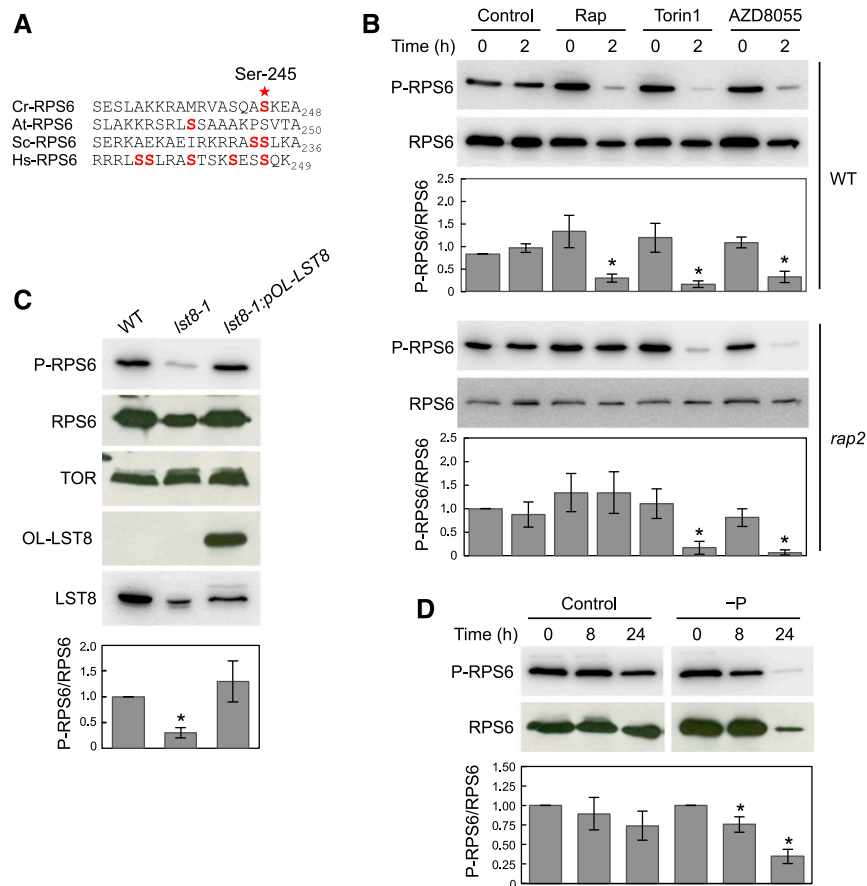 A
Ser-245
★
Cr-RPS6 SESLAKKRAMRVASQASKEA248
At-RPS6 SLAKKRSRLSSAAAKPSVTA250
Sc-RPS6 SERKAEKAEIRKRRASSLKA236
Hs-RPS6 RRRLSSLRASTSKSESSQK249
B
Control Rap Torin1 AZD8055
Time (h) 0 2 0 2 0 2 0 2
P-RPS6
RPS6
P-RPS6/RPS6
2.5
2.0
1.5
1.0
0.5
0
* * *
WT
P-RPS6
RPS6
P-RPS6/RPS6
2.5
2.0
1.5
1.0
0.5
0
* *
rap2
C
WT lst8-1 lst8-1:pOL-LST8
P-RPS6
RPS6
TOR
OL-LST8
LST8
P-RPS6/RPS6
2.0
1.5
1.0
0.5
0
*
D
Control –P
Time (h) 0 8 24 0 8 24
P-RPS6
RPS6
P-RPS6/RPS6
1.50
1.25
1.00
0.75
0.50
0.25
0
* *